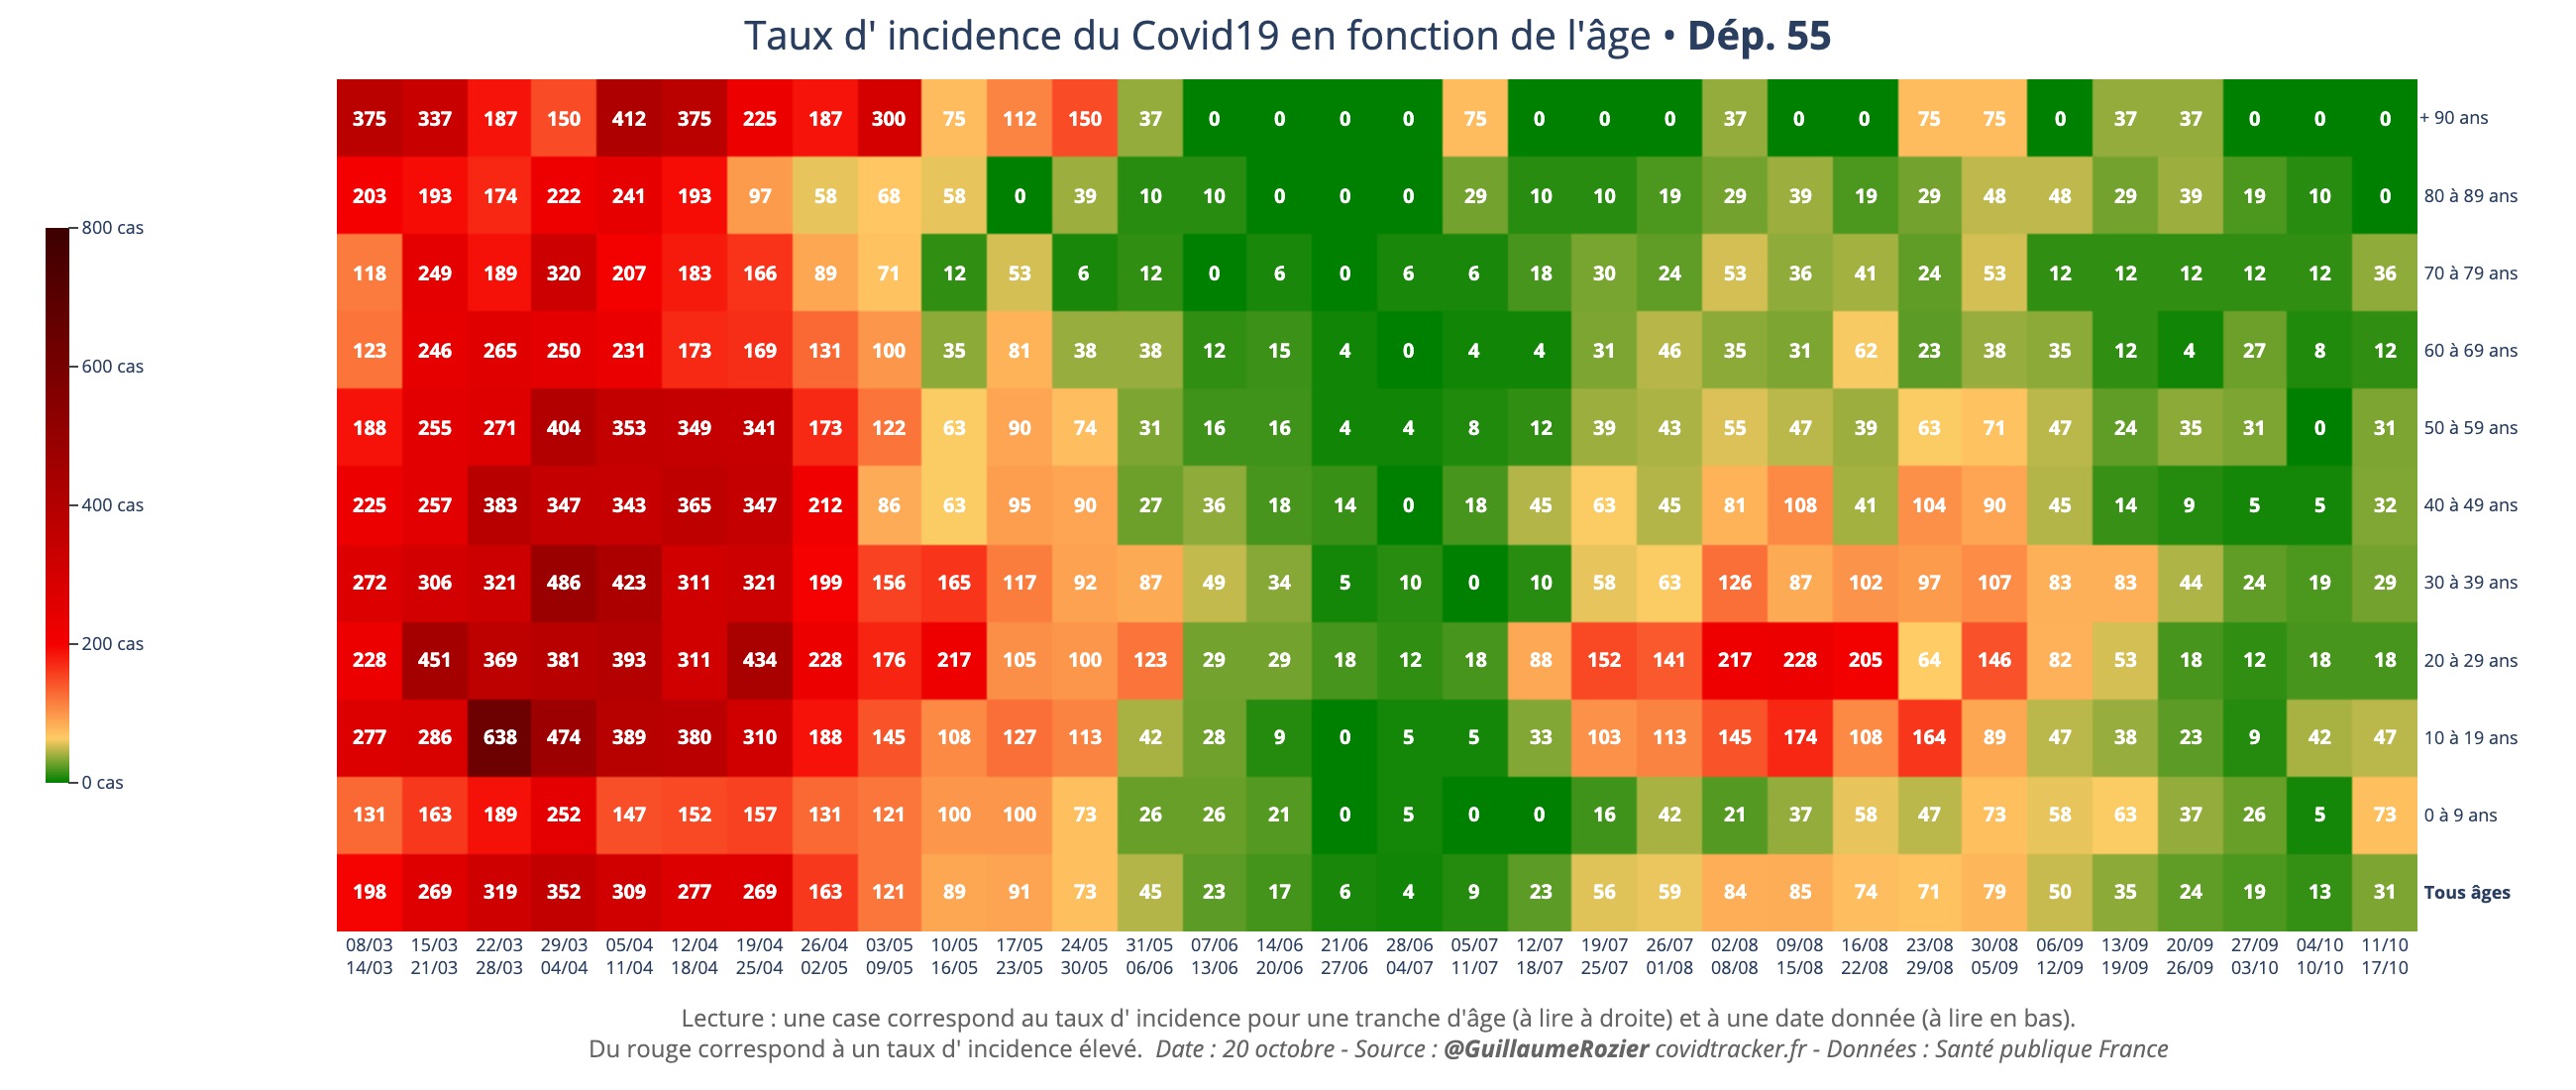 Taux d' incidence du Covid19 en fonction de l'âge • Dép. 55
800 cas
600 cas
400 cas
200 cas
0 cas
375 337 187 150 412 375 225 187 300 75 112 150 37 0 0 0 0 75 0 0 0 37 0 0 75 75 0 37 37 0 0 0 + 90 ans
203 193 174 222 241 193 97 58 68 58 0 39 10 10 0 0 0 29 10 10 19 29 39 19 29 48 48 29 39 19 10 0 80 à 89 ans
118 249 189 320 207 183 166 89 71 12 53 6 12 0 6 0 6 6 18 30 24 53 36 41 24 53 12 12 12 12 12 36 70 à 79 ans
123 246 265 250 231 173 169 131 100 35 81 38 38 12 15 4 0 4 4 31 46 35 31 62 23 38 35 12 4 27 8 12 60 à 69 ans
188 255 271 404 353 349 341 173 122 63 90 74 31 16 16 4 4 8 12 39 43 55 47 39 63 71 47 24 35 31 0 31 50 à 59 ans
225 257 383 347 343 365 347 212 86 63 95 90 27 36 18 14 0 18 45 63 45 81 108 41 104 90 45 14 9 5 5 32 40 à 49 ans
272 306 321 486 423 311 321 199 156 165 117 92 87 49 34 5 10 0 10 58 63 126 87 102 97 107 83 83 44 24 19 29 30 à 39 ans
228 451 369 381 393 311 434 228 176 217 105 100 123 29 29 18 12 18 88 152 141 217 228 205 64 146 82 53 18 12 18 18 20 à 29 ans
277 286 638 474 389 380 310 188 145 108 127 113 42 28 9 0 5 5 33 103 113 145 174 108 164 89 47 38 23 9 42 47 10 à 19 ans
131 163 189 252 147 152 157 131 121 100 100 73 26 26 21 0 5 0 0 16 42 21 37 58 47 73 58 63 37 26 5 73 0 à 9 ans
198 269 319 352 309 277 269 163 121 89 91 73 45 23 17 6 4 9 23 56 59 84 85 74 71 79 50 35 24 19 13 31 Tous âges
08/03 15/03 22/03 29/03 05/04 12/04 19/04 26/04 03/05 10/05 17/05 24/05 31/05 07/06 14/06 21/06 28/06 05/07 12/07 19/07 26/07 02/08 09/08 16/08 23/08 30/08 06/09 13/09 20/09 27/09 04/10 11/10
14/03 21/03 28/03 04/04 11/04 18/04 25/04 02/05 09/05 16/05 23/05 30/05 06/06 13/06 20/06 27/06 04/07 11/07 18/07 25/07 01/08 08/08 15/08 22/08 29/08 05/09 12/09 19/09 26/09 03/10 10/10 17/10
Lecture : une case correspond au taux d' incidence pour une tranche d'âge (à lire à droite) et à une date donnée (à lire en bas).
Du rouge correspond à un taux d' incidence élevé. Date : 20 octobre - Source : @GuillaumeRozier covidtracker.fr - Données : Santé publique France